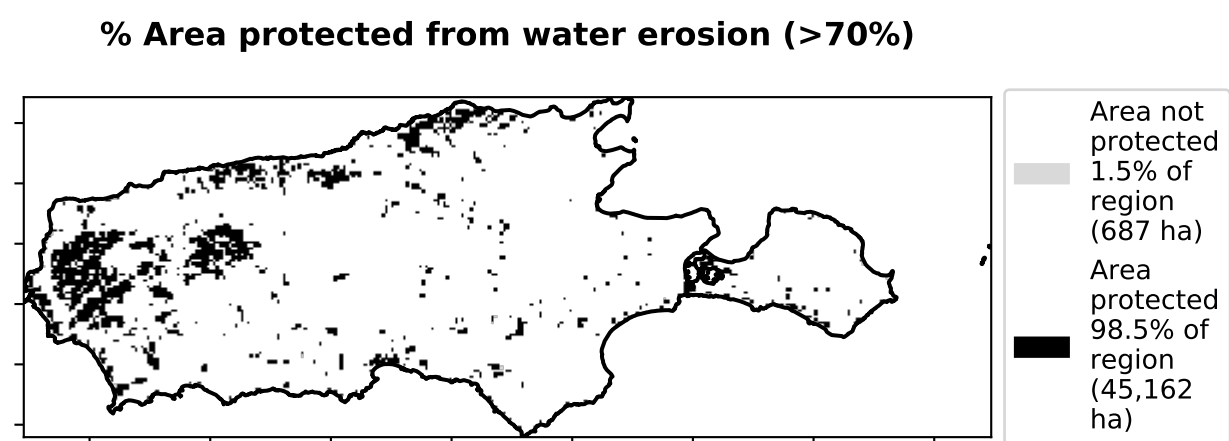 % Area protected from water erosion (>70%)
Area not
protected
1.5% of
region
(687 ha)
Area
protected
98.5% of
region
(45,162
ha)